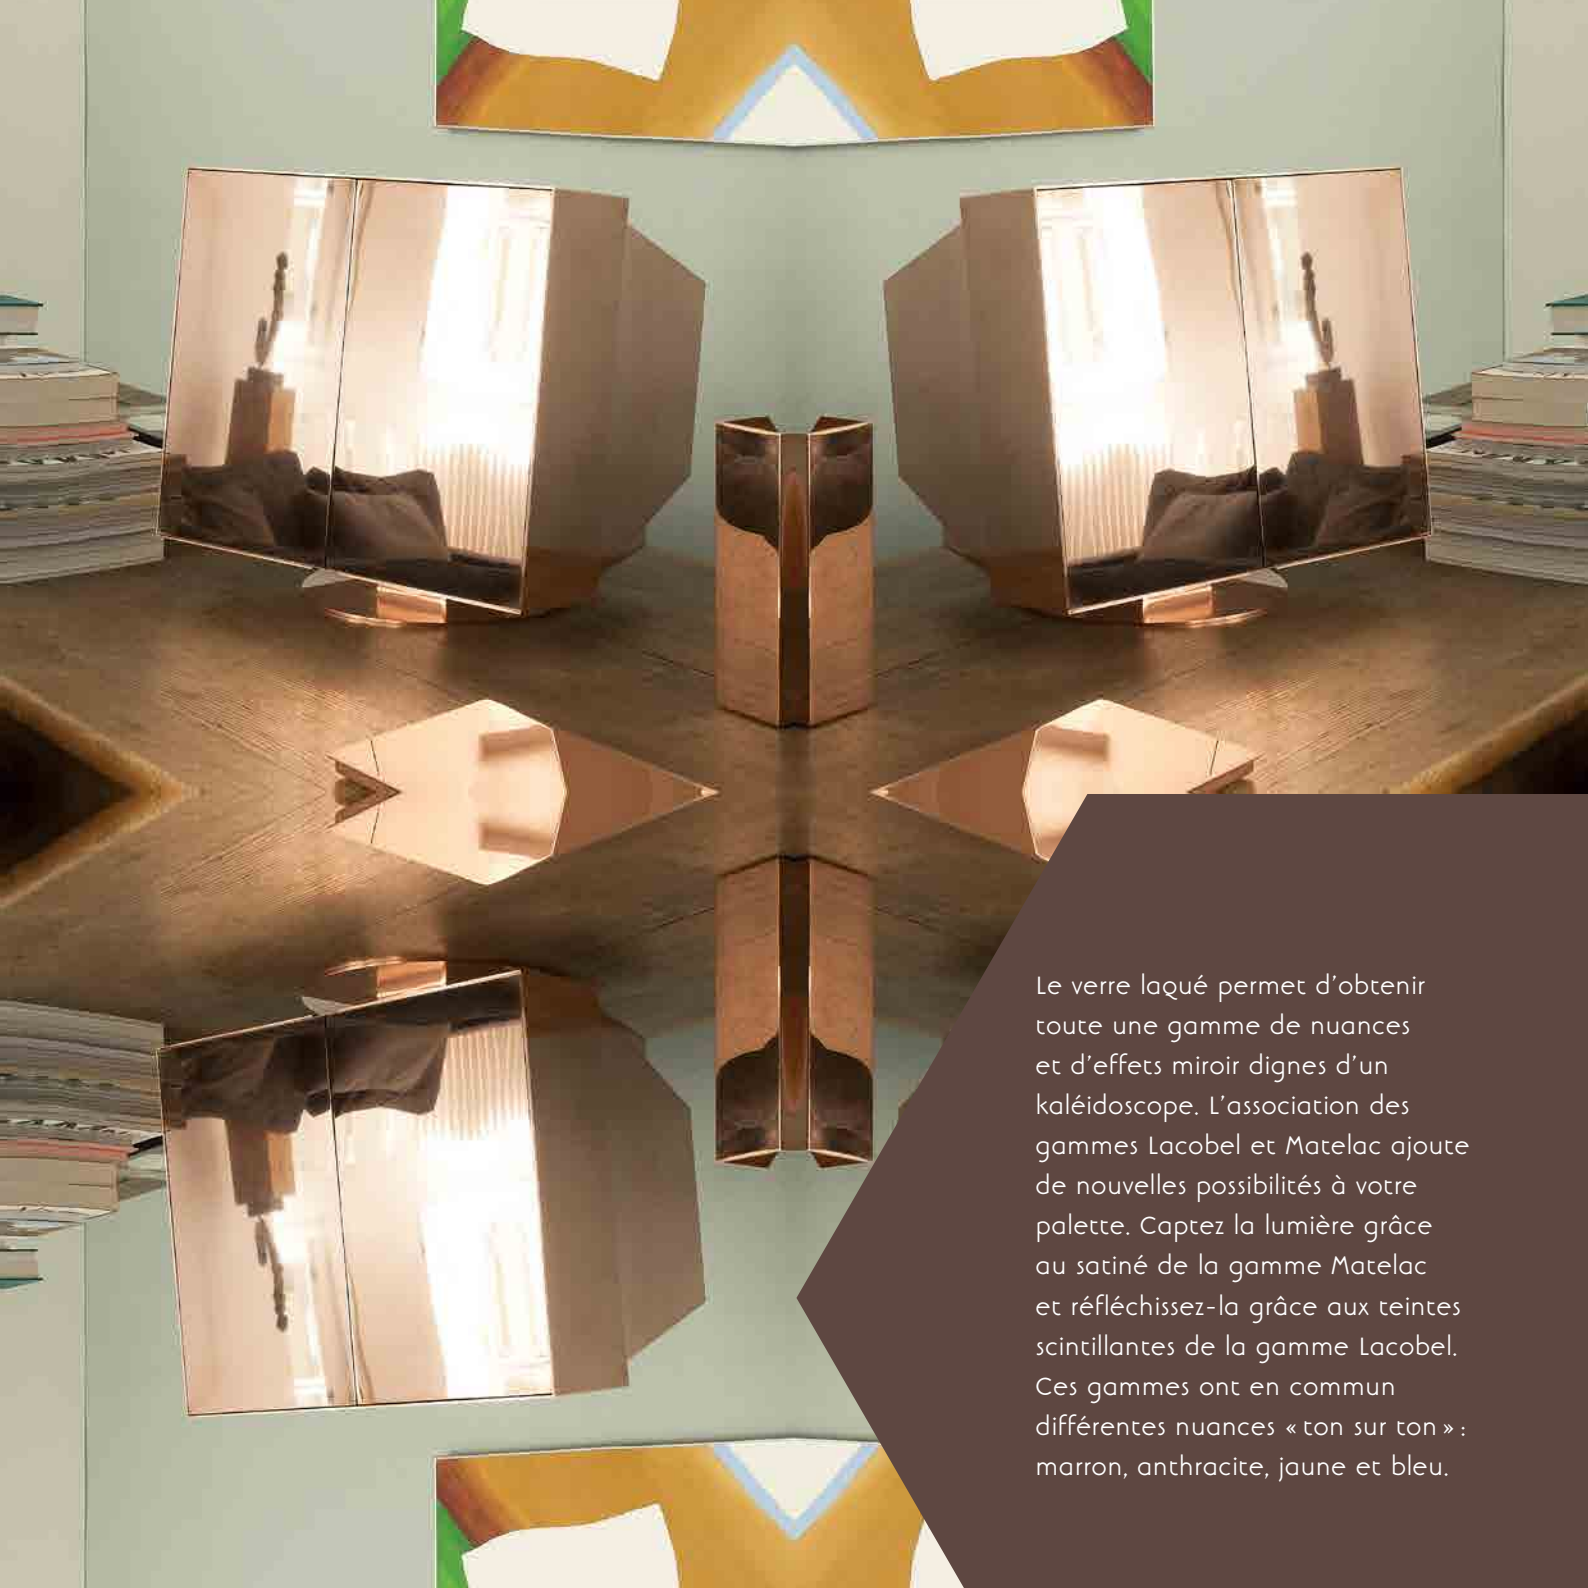 Le verre laqué permet d’obtenir
toute une gamme de nuances
et d’effets miroir dignes d’un
kaléidoscope. L’association des
gammes Lacobel et Matelac ajoute
de nouvelles possibilités à votre
palette. Captez la lumière grâce
au satiné de la gamme Matelac
et réfléchissez-la grâce aux teintes
scintillantes de la gamme Lacobel.
Ces gammes ont en commun
différentes nuances « ton sur ton » :
marron, anthracite, jaune et bleu.